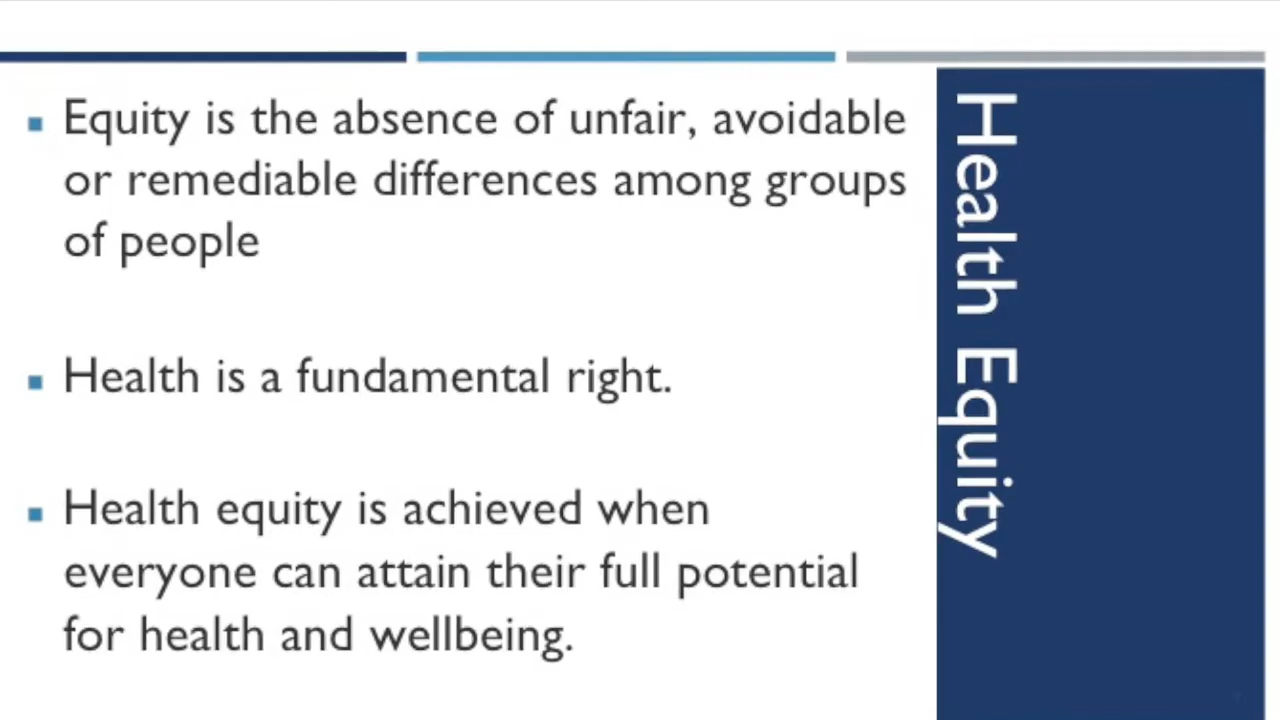 Equity is the absence of unfair, avoidable
or remediable differences among groups
of people
Health is a fundamental right.
Health equity is achieved when
everyone can attain their full potential
for health and wellbeing.
Health Equity